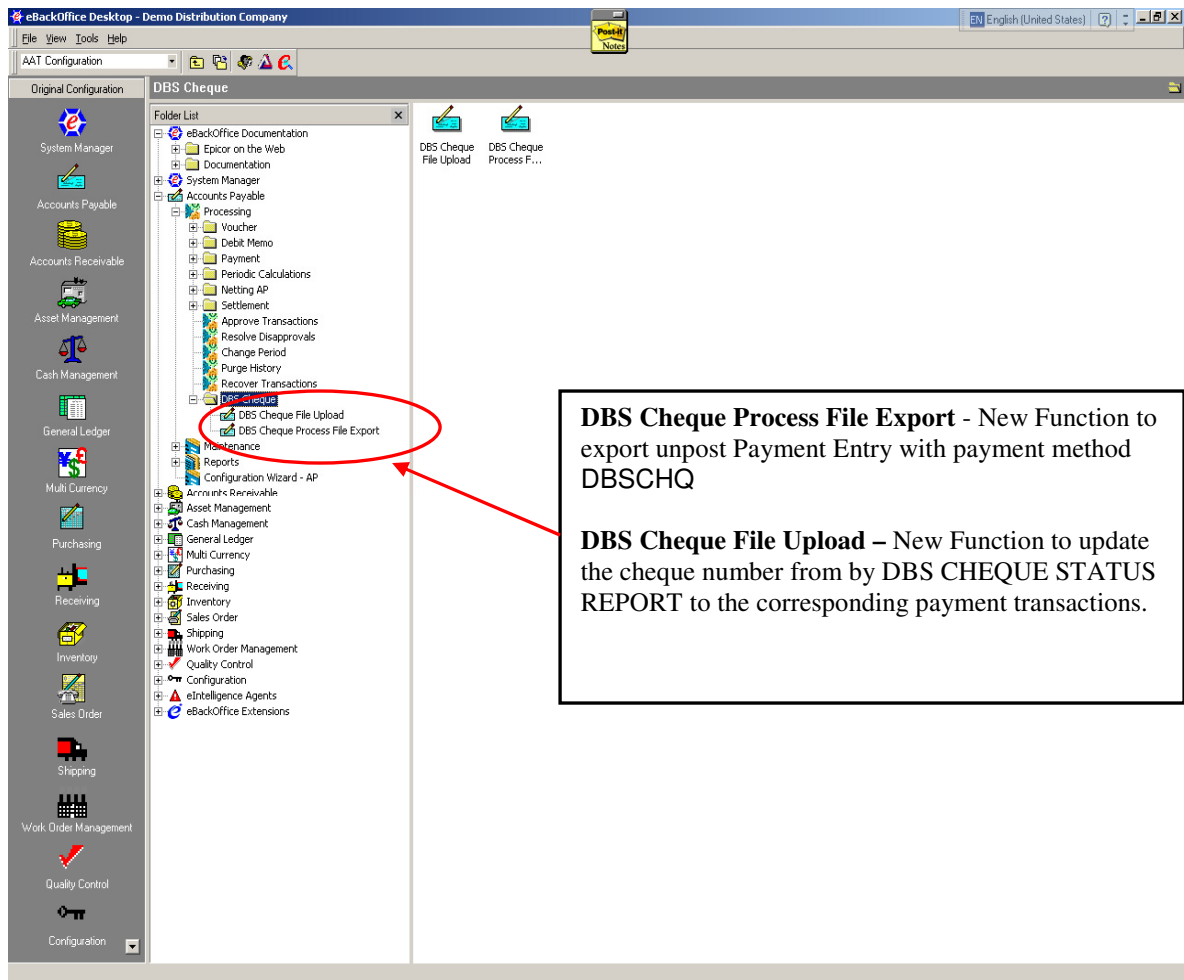 eBackOffice Desktop - Demo Distribution Company
EN English (United States)
File View Tools Help
Post-it
Notes
AAT Configuration
Original Configuration
DBS Cheque
System Manager
Accounts Payable
Accounts Receivable
Asset Management
Cash Management
General Ledger
Multi Currency
Purchasing
Receiving
Inventory
Sales Order
Shipping
Work Order Management
Quality Control
Configuration
Folder List
eBackOffice Documentation
Epicor on the Web
Documentation
System Manager
Accounts Payable
Processing
Voucher
Debit Memo
Payment
Periodic Calculations
Netting AP
Settlement
Approve Transactions
Resolve Disapprovals
Change Period
Purge History
Recover Transactions
DBS Cheque
DBS Cheque File Upload
DBS Cheque Process File Export
Maintenance
Reports
Configuration Wizard - AP
Accounts Receivable
Asset Management
Cash Management
General Ledger
Multi Currency
Purchasing
Receiving
Inventory
Sales Order
Shipping
Work Order Management
Quality Control
Configuration
eIntelligence Agents
eBackOffice Extensions
DBS Cheque
File Upload
DBS Cheque
Process F...
DBS Cheque Process File Export - New Function to
export unpost Payment Entry with payment method
DBSCHQ
DBS Cheque File Upload – New Function to update
the cheque number from by DBS CHEQUE STATUS
REPORT to the corresponding payment transactions.